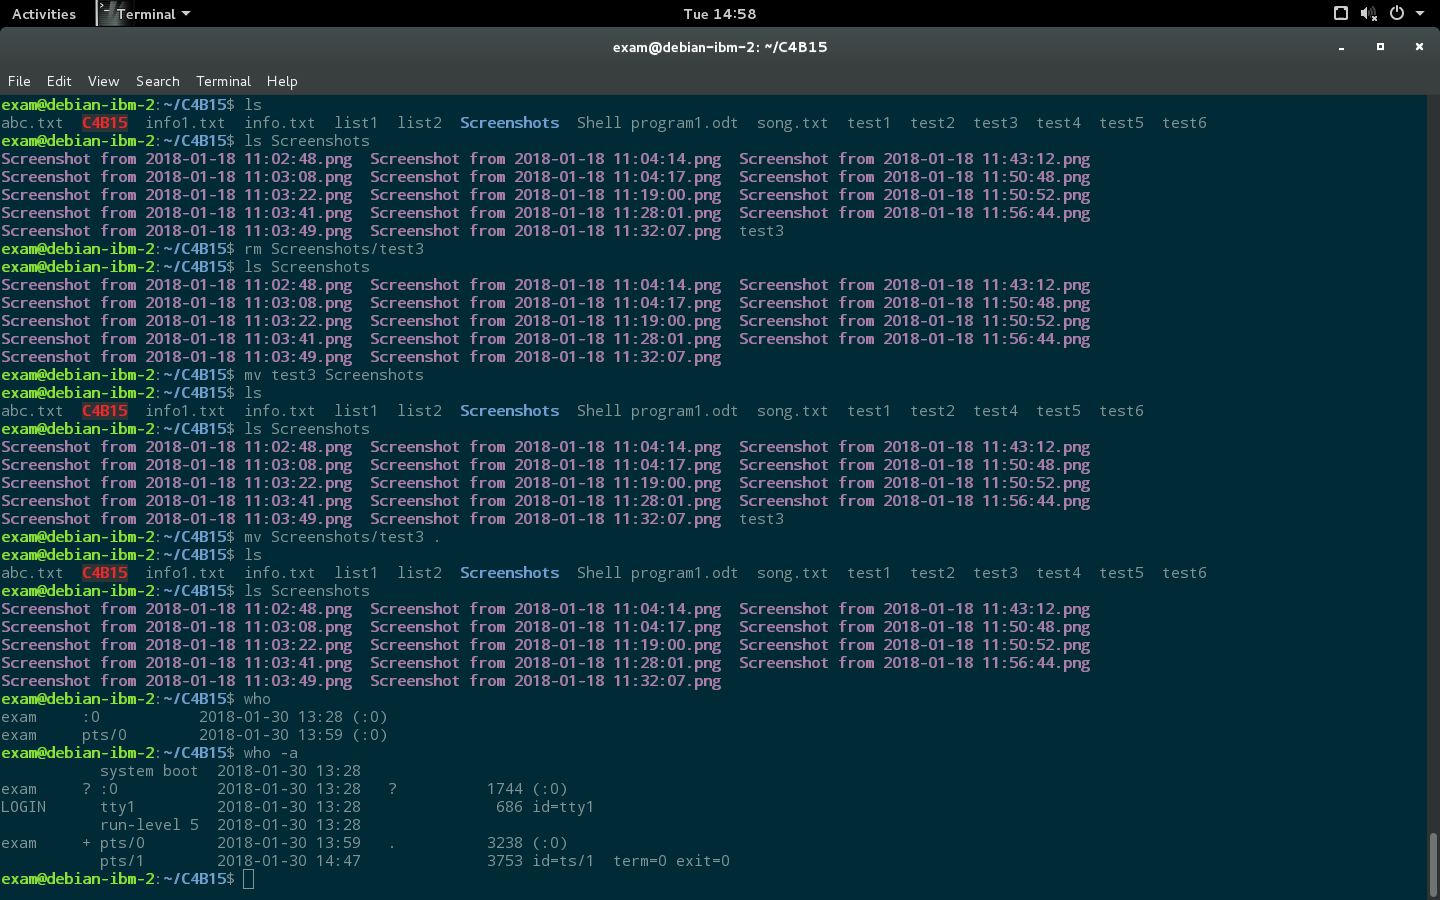 Activities Terminal Tue 14:58
exam@debian-ibm-2: ~/C4B15
File Edit View Search Terminal Help
exam@debian-ibm-2:~/C4B15$ ls
abc.txt  C4B15  info1.txt  info.txt  list1  list2  Screenshots  Shell program1.odt  song.txt  test1  test2  test3  test4  test5  test6
exam@debian-ibm-2:~/C4B15$ ls Screenshots
Screenshot from 2018-01-18 11:02:48.png  Screenshot from 2018-01-18 11:04:14.png  Screenshot from 2018-01-18 11:43:12.png
Screenshot from 2018-01-18 11:03:08.png  Screenshot from 2018-01-18 11:04:17.png  Screenshot from 2018-01-18 11:50:48.png
Screenshot from 2018-01-18 11:03:22.png  Screenshot from 2018-01-18 11:19:00.png  Screenshot from 2018-01-18 11:50:52.png
Screenshot from 2018-01-18 11:03:41.png  Screenshot from 2018-01-18 11:28:01.png  Screenshot from 2018-01-18 11:56:44.png
Screenshot from 2018-01-18 11:03:49.png  Screenshot from 2018-01-18 11:32:07.png  test3
exam@debian-ibm-2:~/C4B15$ rm Screenshots/test3
exam@debian-ibm-2:~/C4B15$ ls Screenshots
Screenshot from 2018-01-18 11:02:48.png  Screenshot from 2018-01-18 11:04:14.png  Screenshot from 2018-01-18 11:43:12.png
Screenshot from 2018-01-18 11:03:08.png  Screenshot from 2018-01-18 11:04:17.png  Screenshot from 2018-01-18 11:50:48.png
Screenshot from 2018-01-18 11:03:22.png  Screenshot from 2018-01-18 11:19:00.png  Screenshot from 2018-01-18 11:50:52.png
Screenshot from 2018-01-18 11:03:41.png  Screenshot from 2018-01-18 11:28:01.png  Screenshot from 2018-01-18 11:56:44.png
Screenshot from 2018-01-18 11:03:49.png  Screenshot from 2018-01-18 11:32:07.png
exam@debian-ibm-2:~/C4B15$ mv test3 Screenshots
exam@debian-ibm-2:~/C4B15$ ls
abc.txt  C4B15  info1.txt  info.txt  list1  list2  Screenshots  Shell program1.odt  song.txt  test1  test2  test4  test5  test6
exam@debian-ibm-2:~/C4B15$ ls Screenshots
Screenshot from 2018-01-18 11:02:48.png  Screenshot from 2018-01-18 11:04:14.png  Screenshot from 2018-01-18 11:43:12.png
Screenshot from 2018-01-18 11:03:08.png  Screenshot from 2018-01-18 11:04:17.png  Screenshot from 2018-01-18 11:50:48.png
Screenshot from 2018-01-18 11:03:22.png  Screenshot from 2018-01-18 11:19:00.png  Screenshot from 2018-01-18 11:50:52.png
Screenshot from 2018-01-18 11:03:41.png  Screenshot from 2018-01-18 11:28:01.png  Screenshot from 2018-01-18 11:56:44.png
Screenshot from 2018-01-18 11:03:49.png  Screenshot from 2018-01-18 11:32:07.png  test3
exam@debian-ibm-2:~/C4B15$ mv Screenshots/test3 .
exam@debian-ibm-2:~/C4B15$ ls
abc.txt  C4B15  info1.txt  info.txt  list1  list2  Screenshots  Shell program1.odt  song.txt  test1  test2  test3  test4  test5  test6
exam@debian-ibm-2:~/C4B15$ ls Screenshots
Screenshot from 2018-01-18 11:02:48.png  Screenshot from 2018-01-18 11:04:14.png  Screenshot from 2018-01-18 11:43:12.png
Screenshot from 2018-01-18 11:03:08.png  Screenshot from 2018-01-18 11:04:17.png  Screenshot from 2018-01-18 11:50:48.png
Screenshot from 2018-01-18 11:03:22.png  Screenshot from 2018-01-18 11:19:00.png  Screenshot from 2018-01-18 11:50:52.png
Screenshot from 2018-01-18 11:03:41.png  Screenshot from 2018-01-18 11:28:01.png  Screenshot from 2018-01-18 11:56:44.png
Screenshot from 2018-01-18 11:03:49.png  Screenshot from 2018-01-18 11:32:07.png
exam@debian-ibm-2:~/C4B15$ who
exam     :0           2018-01-30 13:28 (:0)
exam     pts/0        2018-01-30 13:59 (:0)
exam@debian-ibm-2:~/C4B15$ who -a
           system boot  2018-01-30 13:28
exam     ? :0           2018-01-30 13:28   ?          1744 (:0)
LOGIN      tty1         2018-01-30 13:28               686 id=tty1
           run-level 5  2018-01-30 13:28
exam     + pts/0        2018-01-30 13:59   .          3238 (:0)
           pts/1        2018-01-30 14:47              3753 id=ts/1  term=0 exit=0
exam@debian-ibm-2:~/C4B15$